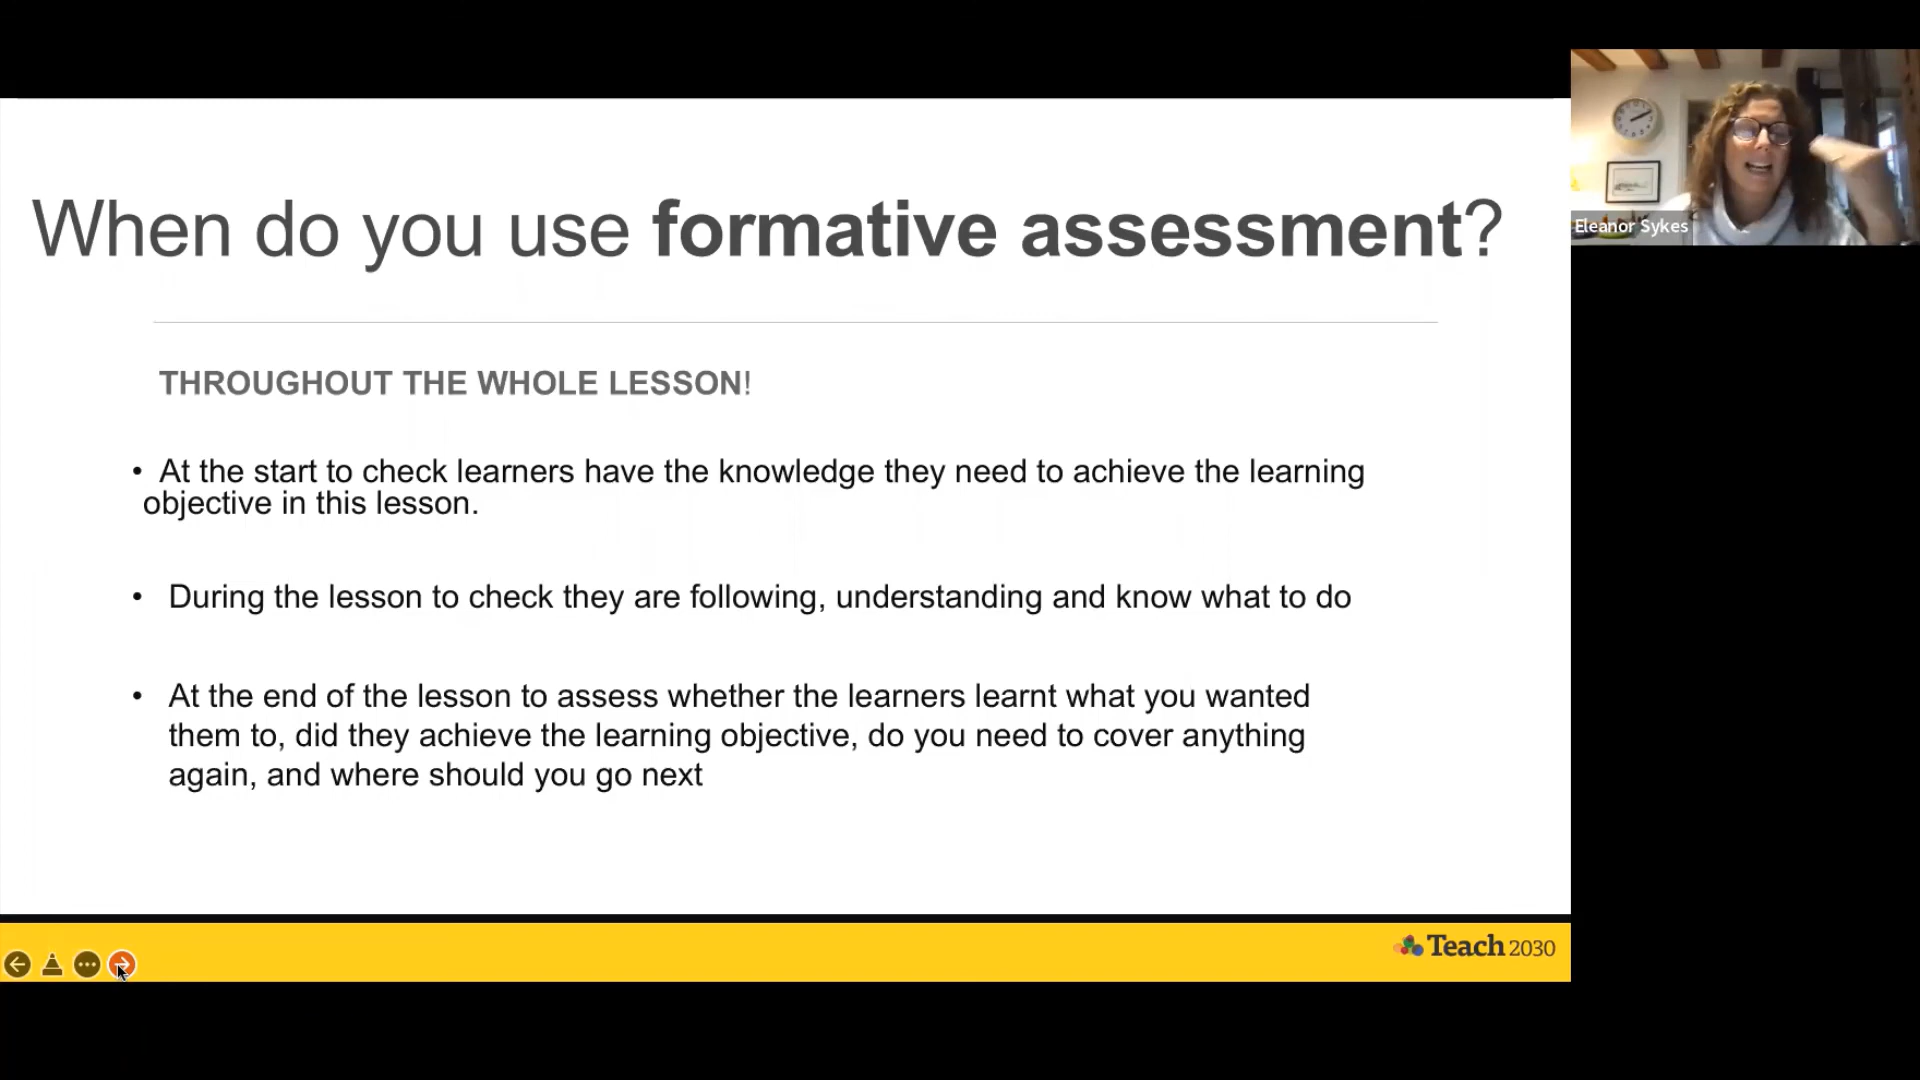 When do you use formative assessment?
Eleanor Sykes
THROUGHOUT THE WHOLE LESSON!
• At the start to check learners have the knowledge they need to achieve the learning
objective in this lesson.
• During the lesson to check they are following, understanding and know what to do
• At the end of the lesson to assess whether the learners learnt what you wanted
them to, did they achieve the learning objective, do you need to cover anything
again, and where should you go next
Teach 2030